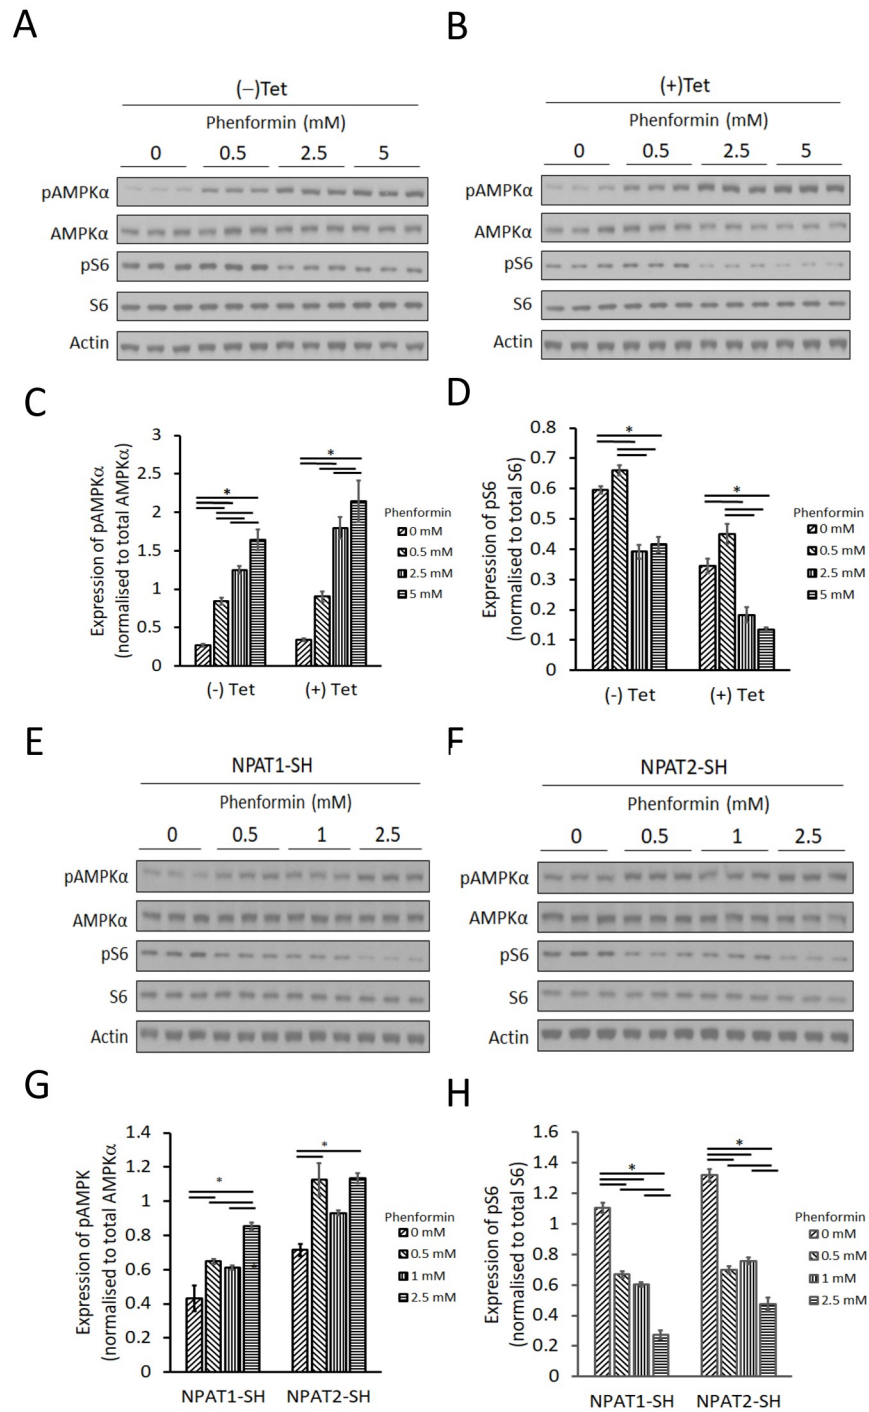 A
(−)Tet
Phenformin (mM)
0 0.5 2.5 5
pAMPKα
AMPKα
pS6
S6
Actin
B
(+)Tet
Phenformin (mM)
0 0.5 2.5 5
pAMPKα
AMPKα
pS6
S6
Actin
C
Expression of pAMPKα
(normalised to total AMPKα)
3
2.5
2
1.5
1
0.5
0
*
*
(-) Tet (+) Tet
Phenformin
0 mM
0.5 mM
2.5 mM
5 mM
D
Expression of pS6
(normalised to total S6)
0.8
0.7
0.6
0.5
0.4
0.3
0.2
0.1
0
*
*
(-) Tet (+) Tet
Phenformin
0 mM
0.5 mM
2.5 mM
5 mM
E
NPAT1-SH
Phenformin (mM)
0 0.5 1 2.5
pAMPKα
AMPKα
pS6
S6
Actin
F
NPAT2-SH
Phenformin (mM)
0 0.5 1 2.5
pAMPKα
AMPKα
pS6
S6
Actin
G
Expression of pAMPK
(normalised to total AMPKα)
1.4
1.2
1
0.8
0.6
0.4
0.2
0
*
*
NPAT1-SH NPAT2-SH
Phenformin
0 mM
0.5 mM
1 mM
2.5 mM
H
Expression of pS6
(normalised to total S6)
1.6
1.4
1.2
1
0.8
0.6
0.4
0.2
0
*
*
NPAT1-SH NPAT2-SH
Phenformin
0 mM
0.5 mM
1 mM
2.5 mM